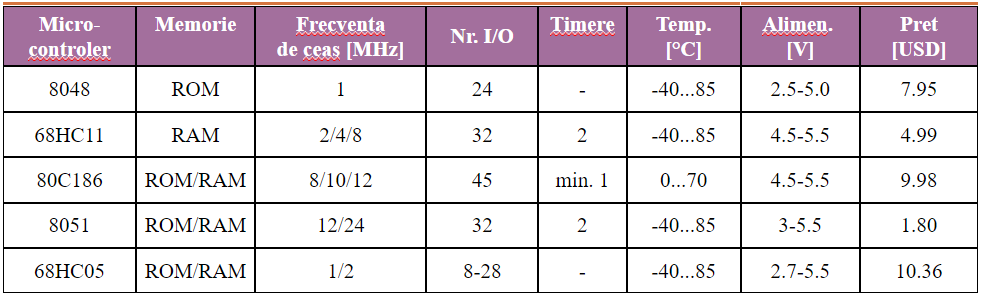 Micro-controler Memorie Frecventa de ceas [MHz] Nr. I/O Timere Temp. [°C] Alimen. [V] Pret [USD]
8048 ROM 1 24 - -40...85 2.5-5.0 7.95
68HC11 RAM 2/4/8 32 2 -40...85 4.5-5.5 4.99
80C186 ROM/RAM 8/10/12 45 min. 1 0...70 4.5-5.5 9.98
8051 ROM/RAM 12/24 32 2 -40...85 3-5.5 1.80
68HC05 ROM/RAM 1/2 8-28 - -40...85 2.7-5.5 10.36